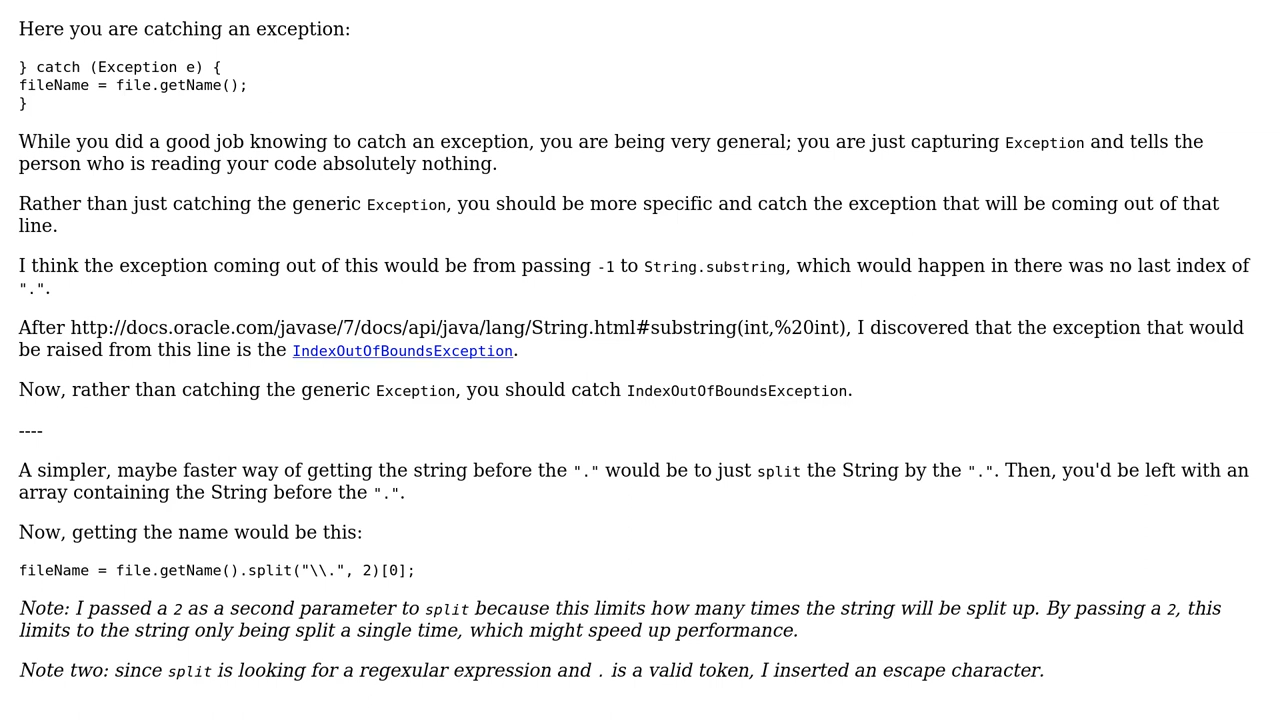 Here you are catching an exception:
} catch (Exception e) {
fileName = file.getName();
}
While you did a good job knowing to catch an exception, you are being very general; you are just capturing Exception and tells the
person who is reading your code absolutely nothing.
Rather than just catching the generic Exception, you should be more specific and catch the exception that will be coming out of that
line.
I think the exception coming out of this would be from passing -1 to String.substring, which would happen in there was no last index of
".".
After http://docs.oracle.com/javase/7/docs/api/java/lang/String.html#substring(int,%20int), I discovered that the exception that would
be raised from this line is the IndexOutOfBoundsException.
Now, rather than catching the generic Exception, you should catch IndexOutOfBoundsException.
----
A simpler, maybe faster way of getting the string before the "." would be to just split the String by the ".". Then, you'd be left with an
array containing the String before the ".".
Now, getting the name would be this:
fileName = file.getName().split("\\.", 2)[0];
Note: I passed a 2 as a second parameter to split because this limits how many times the string will be split up. By passing a 2, this
limits to the string only being split a single time, which might speed up performance.
Note two: since split is looking for a regexular expression and . is a valid token, I inserted an escape character.